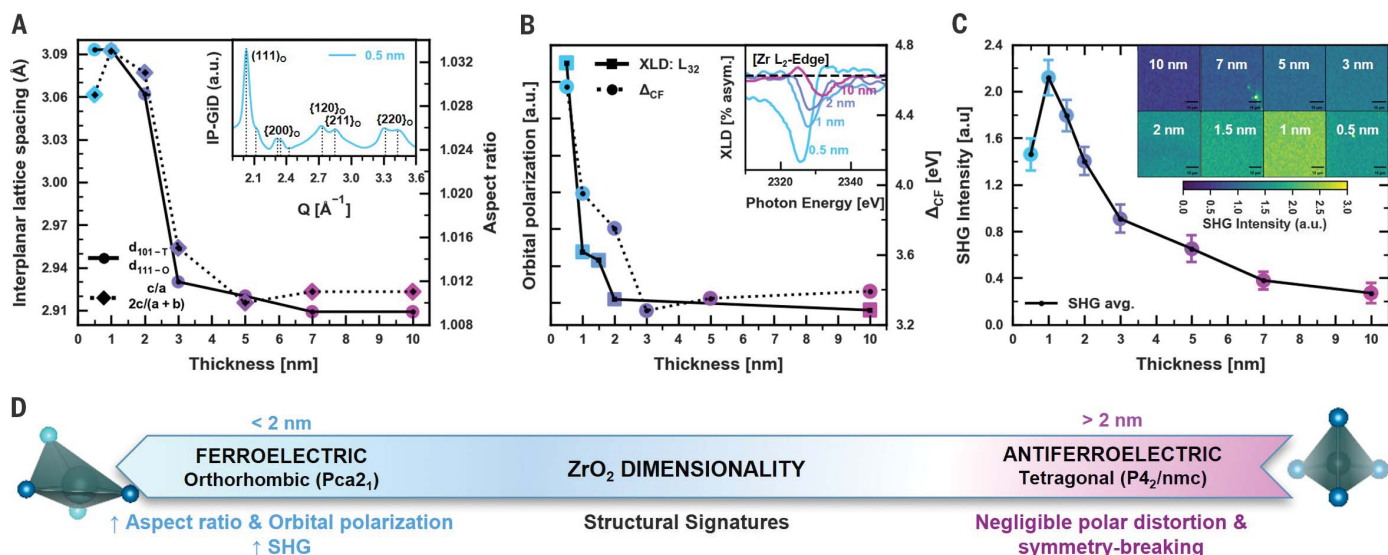 A
Interplanar lattice spacing (Å)
3.09
3.06
3.03
3.00
2.97
2.94
2.91
0 1 2 3 4 5 6 7 8 9 10
Thickness [nm]
1.032
1.028
1.024
1.020
1.016
1.012
1.008
Aspect ratio
d101-T
d111-O
c/a
2c/(a + b)
IP-GiD (a.u.)
0.5 nm
(111)O
{200}O
{120}O
{211}O
{220}O
2.1 2.4 2.7 3.0 3.3 3.6
Q [Å⁻¹]
B
Orbital polarization [a.u.]
XLD: L32
ΔCF
0 1 2 3 4 5 6 7 8 9 10
Thickness [nm]
4.8
4.4
4.0
3.6
3.2
ΔCF [eV]
XLD [% asym.]
[Zr L2-Edge]
10 nm
2 nm
1 nm
0.5 nm
2320 2340
Photon Energy [eV]
C
SHG Intensity [a.u]
2.4
2.0
1.6
1.2
0.8
0.4
0.0
0 1 2 3 4 5 6 7 8 9 10
Thickness [nm]
SHG avg.
10 nm 7 nm 5 nm 3 nm
2 nm 1.5 nm 1 nm 0.5 nm
0.0 0.5 1.0 1.5 2.0 2.5 3.0
SHG Intensity (a.u.)
D
< 2 nm
> 2 nm
FERROELECTRIC
Orthorhombic (Pca2₁)
ZrO₂ DIMENSIONALITY
ANTIFERROELECTRIC
Tetragonal (P4₂/nmc)
↑ Aspect ratio & Orbital polarization
↑ SHG
Structural Signatures
Negligible polar distortion &
symmetry-breaking